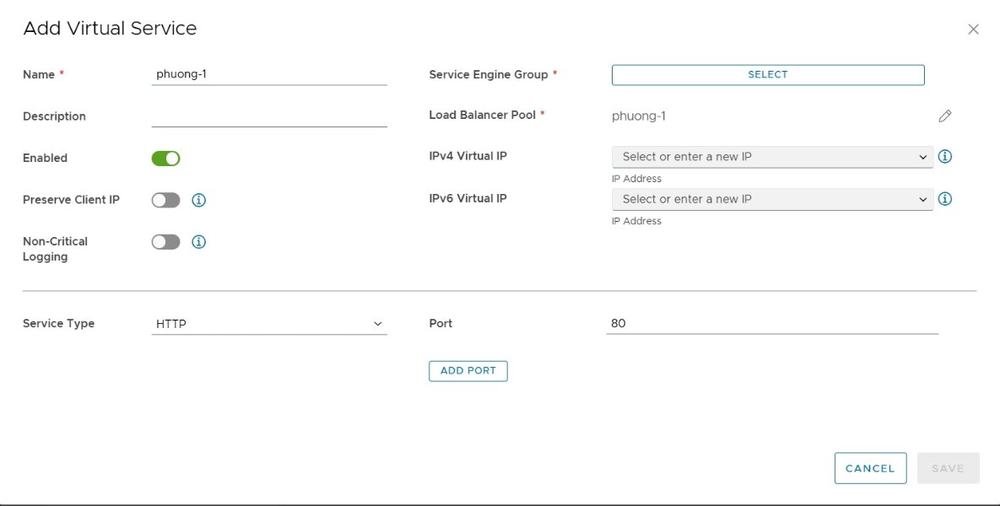 Add Virtual Service
Name *
phuong-1
Service Engine Group *
SELECT
Description
Load Balancer Pool *
phuong-1
Enabled
IPv4 Virtual IP
Select or enter a new IP
IP Address
Preserve Client IP
IPv6 Virtual IP
Select or enter a new IP
IP Address
Non-Critical
Logging
Service Type
HTTP
Port
80
ADD PORT
CANCEL
SAVE